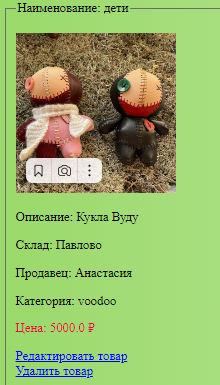 Наименование: дети
Описание: Кукла Вуду
Склад: Павлово
Продавец: Анастасия
Категория: voodoo
Цена: 5000.0 ₽
Редактировать товар
Удалить товар